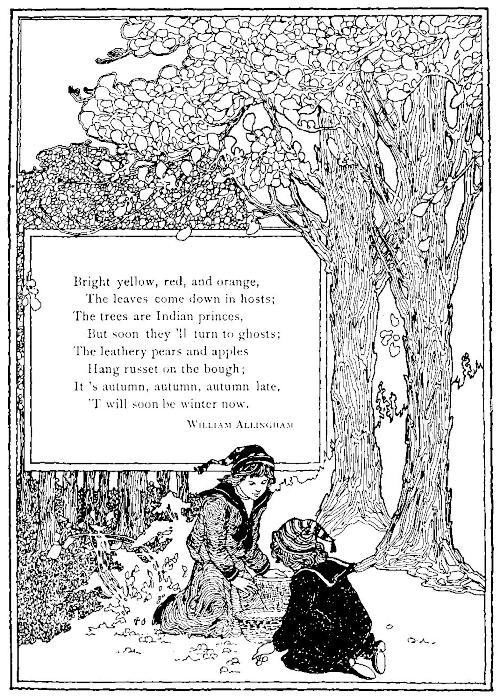 Bright yellow, red, and orange,
The leaves come down in hosts;
The trees are Indian princes,
But soon they 'll turn to ghosts;
The leathery pears and apples
Hang russet on the bough;
It 's autumn, autumn, autumn late,
'T will soon be winter now.
WILLIAM ALLINGHAM